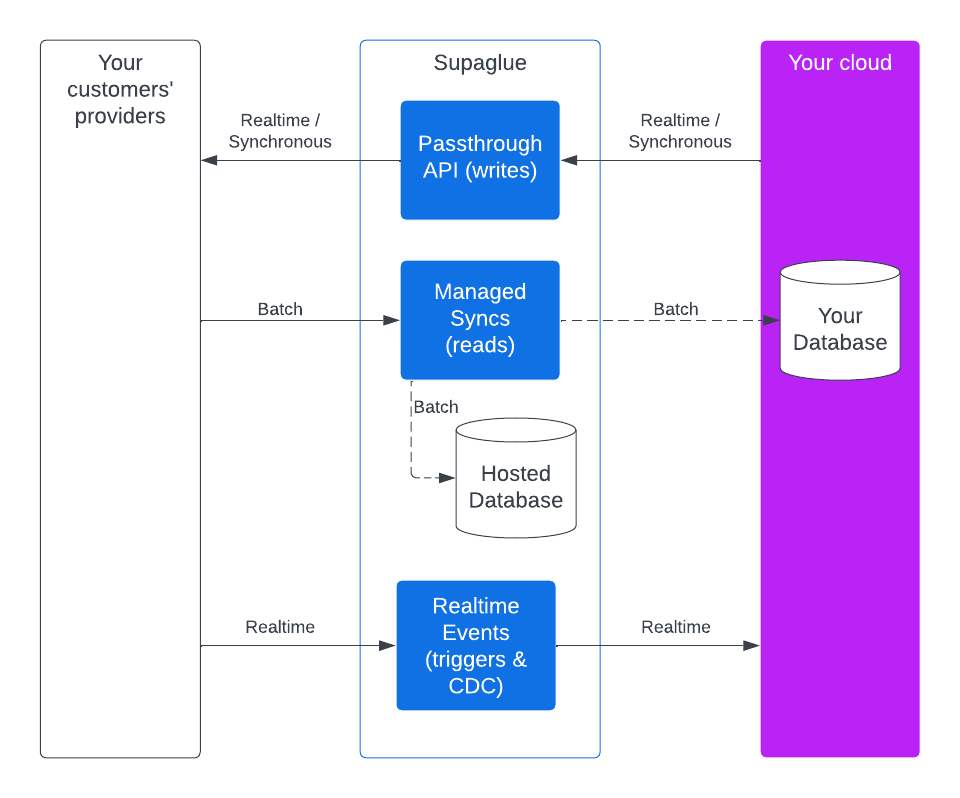 Your
customers'
providers
Supaglue
Your cloud
Realtime /
Synchronous
Passthrough
API (writes)
Realtime /
Synchronous
Batch
Managed
Syncs
(reads)
Batch
Your
Database
Batch
Hosted
Database
Realtime
Realtime
Events
(triggers &
CDC)
Realtime